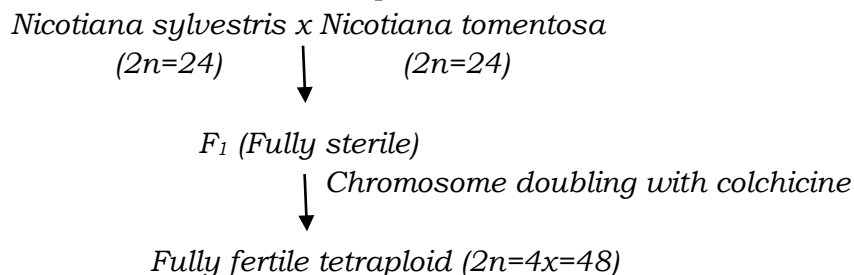 Nicotiana sylvestris x Nicotiana tomentosa
(2n=24) (2n=24)
F₁ (Fully sterile)
Chromosome doubling with colchicine
Fully fertile tetraploid (2n=4x=48)